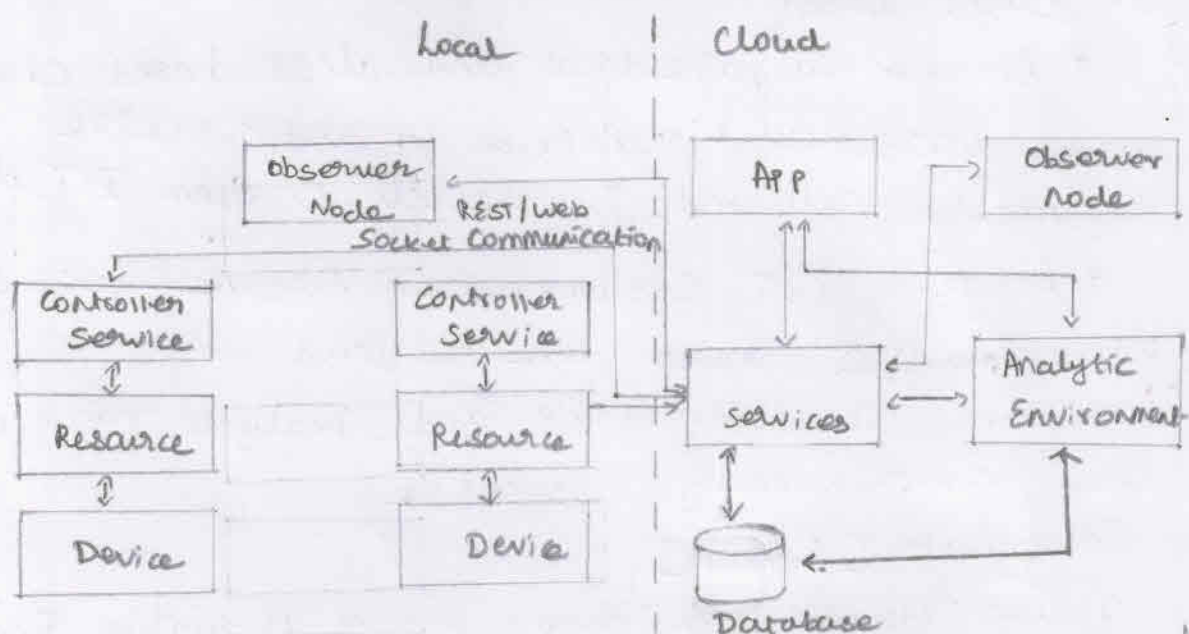 Local
Cloud
Observer
Node
App
Observer
Node
REST/Web
Socket Communication
Controller
Service
Controller
Service
Services
Analytic
Environment
Resource
Resource
Device
Device
Database